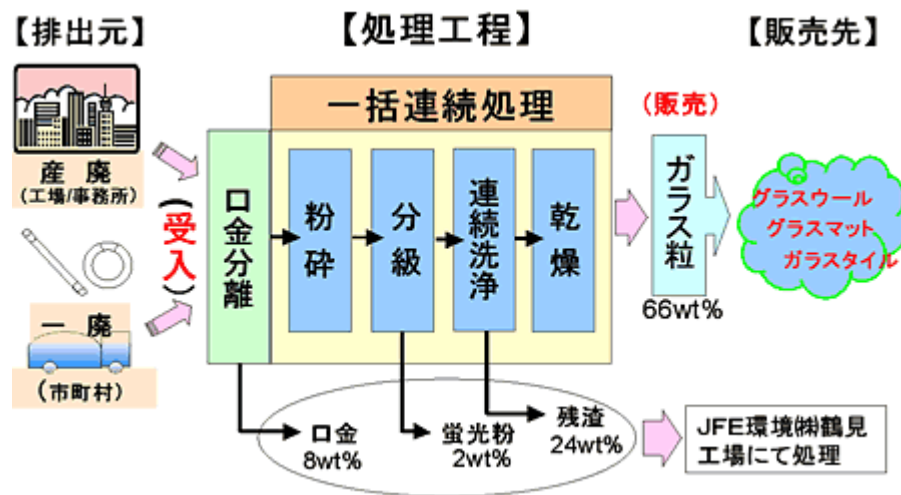 【排出元】
【処理工程】
【販売先】
産廃
(工場/事務所)
(受入)
一廃
(市町村)
一括連続処理
口金分離
粉砕
分級
連続洗浄
乾燥
(販売)
ガラス粒
66wt%
グラスウール
グラスマット
ガラスタイル
口金
8wt%
蛍光粉
2wt%
残渣
24wt%
JFE環境㈱鶴見
工場にて処理